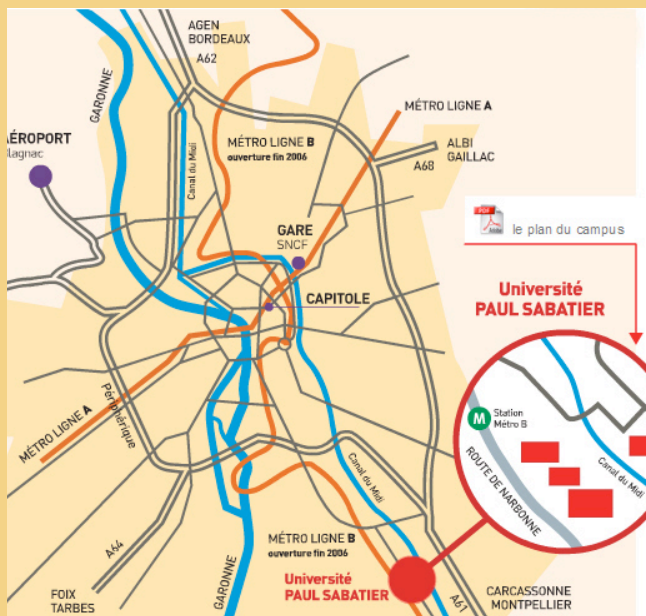 AGEN
BORDEAUX
A62
GARONNE
MÉTRO LIGNE A
AÉROPORT
Blagnac
MÉTRO LIGNE B
ouverture fin 2006
Canal du Midi
ALBI
GAILLAC
A68
PDF
Adobe
le plan du campus
GARE
SNCF
Université
PAUL SABATIER
CAPITOLE
Périphérique
MÉTRO LIGNE A
M
Station
Métro B
ROUTE DE NARBONNE
Canal du Midi
Canal du Midi
A64
MÉTRO LIGNE B
ouverture fin 2006
GARONNE
Université
PAUL SABATIER
A61
FOIX
TARBES
CARCASSONNE
MONTPELLIER